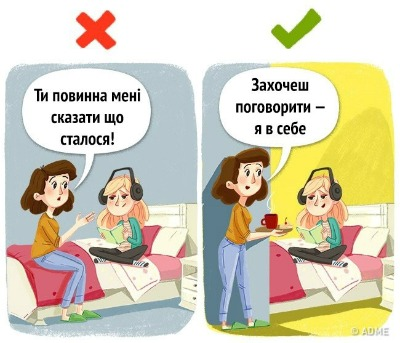 Ти повинна мені
сказати що
сталося!
Захочеш
поговорити –
я в себе
© ADME